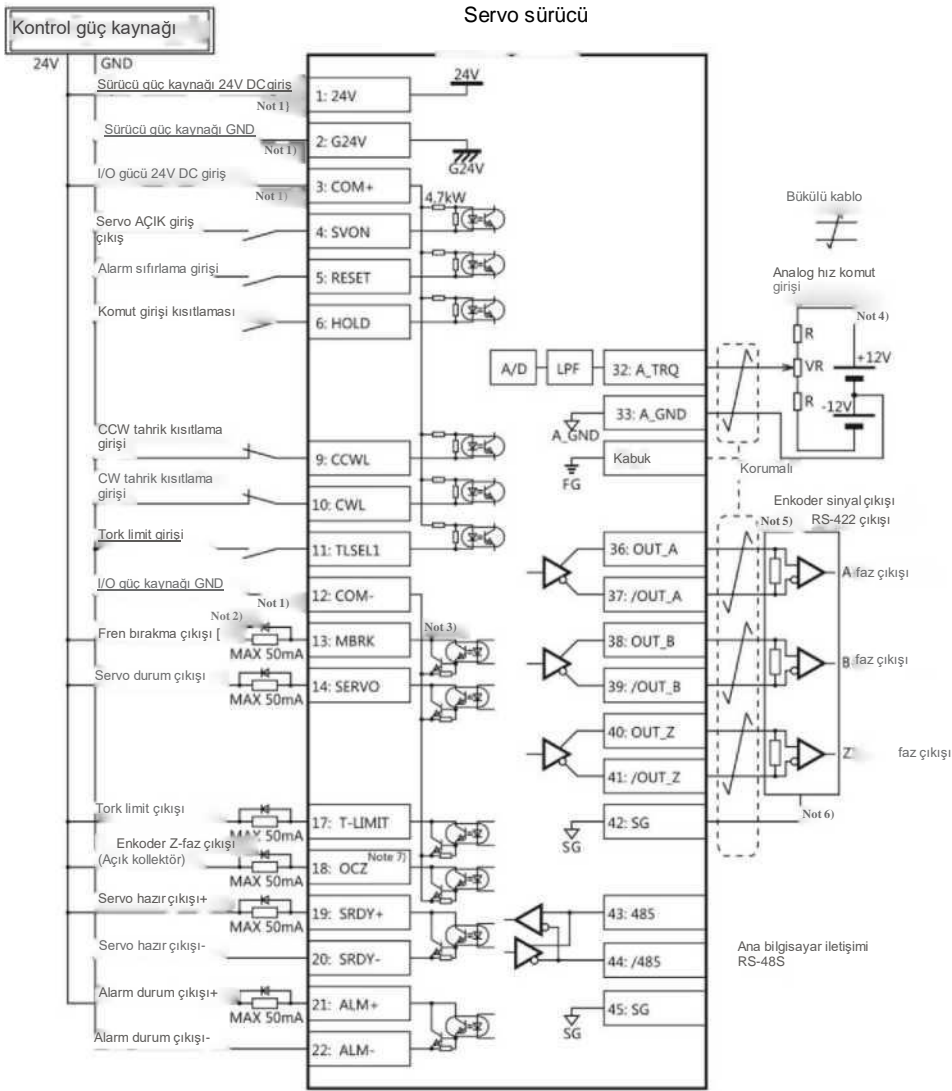 Servo sürücü
Kontrol güç kaynağı
24V
GND
Sürücü güç kaynağı 24V DC giriş
Not 1}
1: 24V
24V
Sürücü güç kaynağı GND
Not 1)
2: G24V
G24V
I/O gücü 24V DC giriş
Not 1)
3: COM+
4.7kW
Servo AÇIK giriş
çıkış
4: SVON
Alarm sıfırlama girişi
5: RESET
Komut girişi kısıtlaması
6: HOLD
CCW tahrik kısıtlama
girişi
9: CCWL
CW tahrik kısıtlama
girişi
10: CWL
Tork limit girişi
11: TLSEL1
I/O güç kaynağı GND
Not 1)
12: COM-
Not 2)
Fren bırakma çıkışı [
MAX 50mA
13: MBRK
Not 3)
Servo durum çıkışı
MAX 50mA
14: SERVO
Tork limit çıkışı
MAX 50mA
17: T-LIMIT
Enkoder Z-faz çıkışı
(Açık kollektör)
MAX 50mA
18: OCZ
Note 7)
Servo hazır çıkışı+
MAX 50mA
19: SRDY+
Servo hazır çıkışı-
20: SRDY-
Alarm durum çıkışı+
MAX 50mA
21: ALM+
Alarm durum çıkışı-
22: ALM-
Bükülü kablo
Analog hız komut
girişi
Not 4)
R
VR
R
+12V
-12V
A/D
LPF
32: A_TRQ
33: A_GND
A_GND
Kabuk
FG
Korumalı
Enkoder sinyal çıkışı
Not 5)
RS-422 çıkışı
36: OUT_A
37: /OUT_A
A faz çıkışı
38: OUT_B
39: /OUT_B
B faz çıkışı
40: OUT_Z
41: /OUT_Z
Z faz çıkışı
42: SG
SG
Not 6)
43: 485
44: /485
Ana bilgisayar iletişimi
RS-48S
45: SG
SG